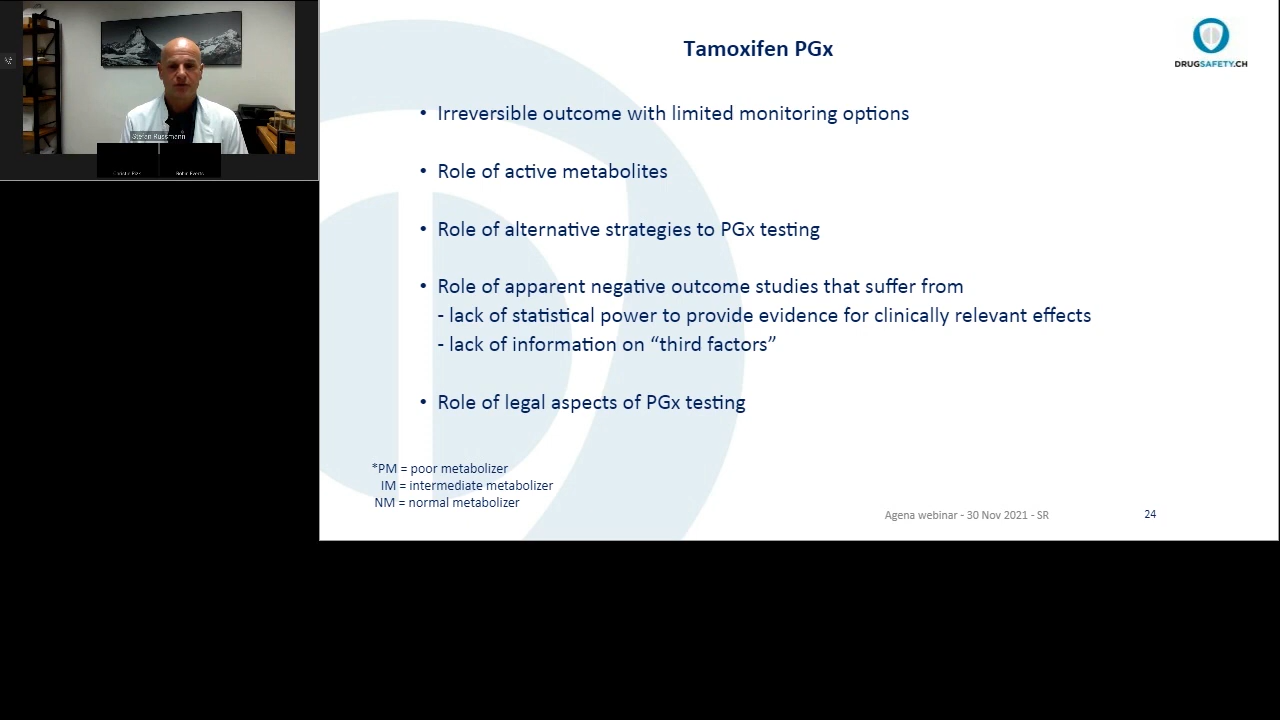 Stefan Russmann
Tamoxifen PGx
DRUGSAFETY.CH
• Irreversible outcome with limited monitoring options
• Role of active metabolites
• Role of alternative strategies to PGx testing
• Role of apparent negative outcome studies that suffer from
- lack of statistical power to provide evidence for clinically relevant effects
- lack of information on “third factors”
• Role of legal aspects of PGx testing
*PM = poor metabolizer
IM = intermediate metabolizer
NM = normal metabolizer
Agena webinar - 30 Nov 2021 - SR
24